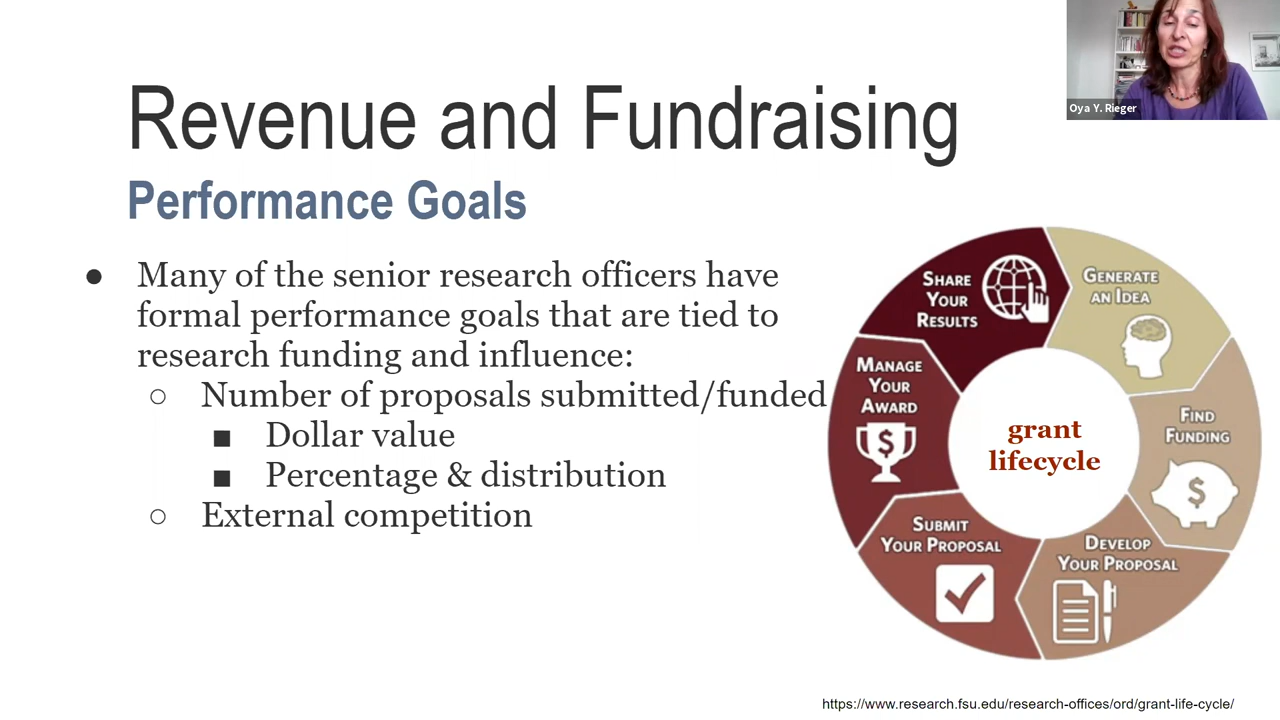 Revenue and Fundraising
Performance Goals
● Many of the senior research officers have
formal performance goals that are tied to
research funding and influence:
○ Number of proposals submitted/funded
■ Dollar value
■ Percentage & distribution
○ External competition
Oya Y. Rieger
SHARE
YOUR
RESULTS
GENERATE
AN IDEA
FIND
FUNDING
$
DEVELOP
YOUR PROPOSAL
SUBMIT
YOUR PROPOSAL
MANAGE
YOUR
AWARD
$
grant
lifecycle
https://www.research.fsu.edu/research-offices/ord/grant-life-cycle/